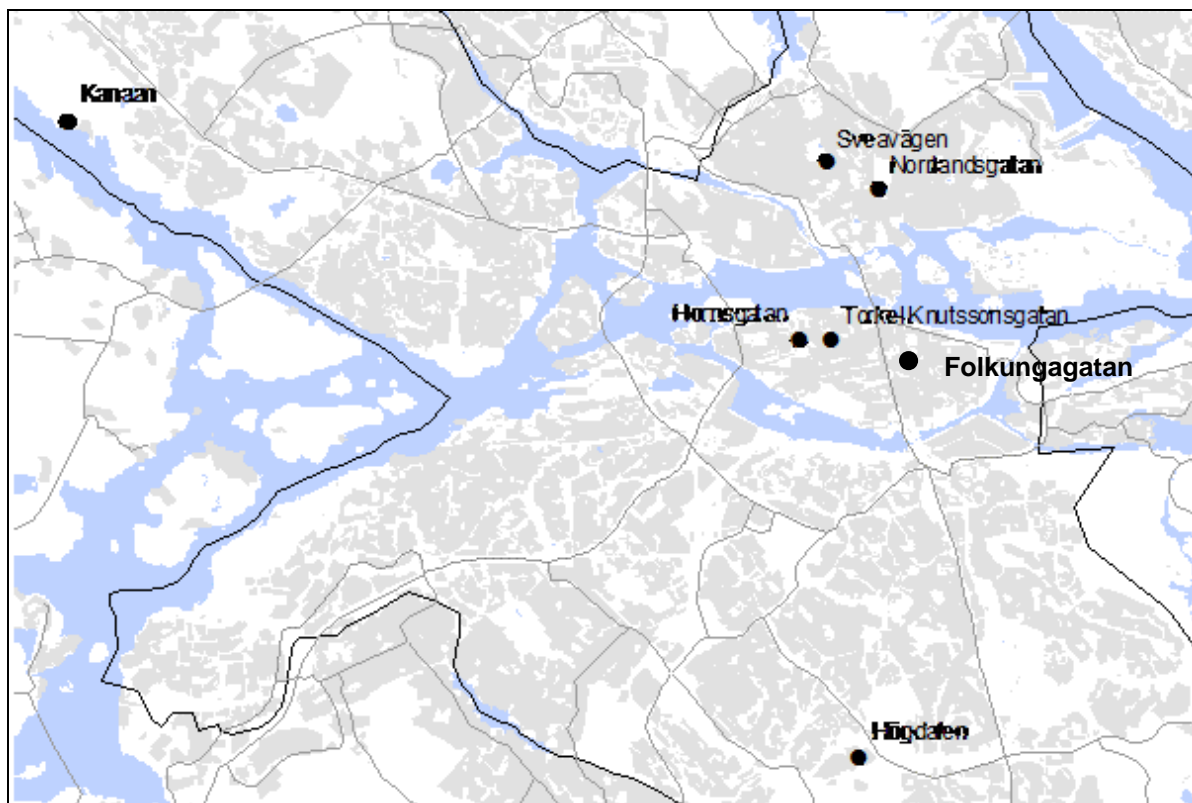 Kanaan
Sveavägen
Norrlandsgatan
Hornsgatan
Torkel Knutssonsgatan
Folkungagatan
Högdalen